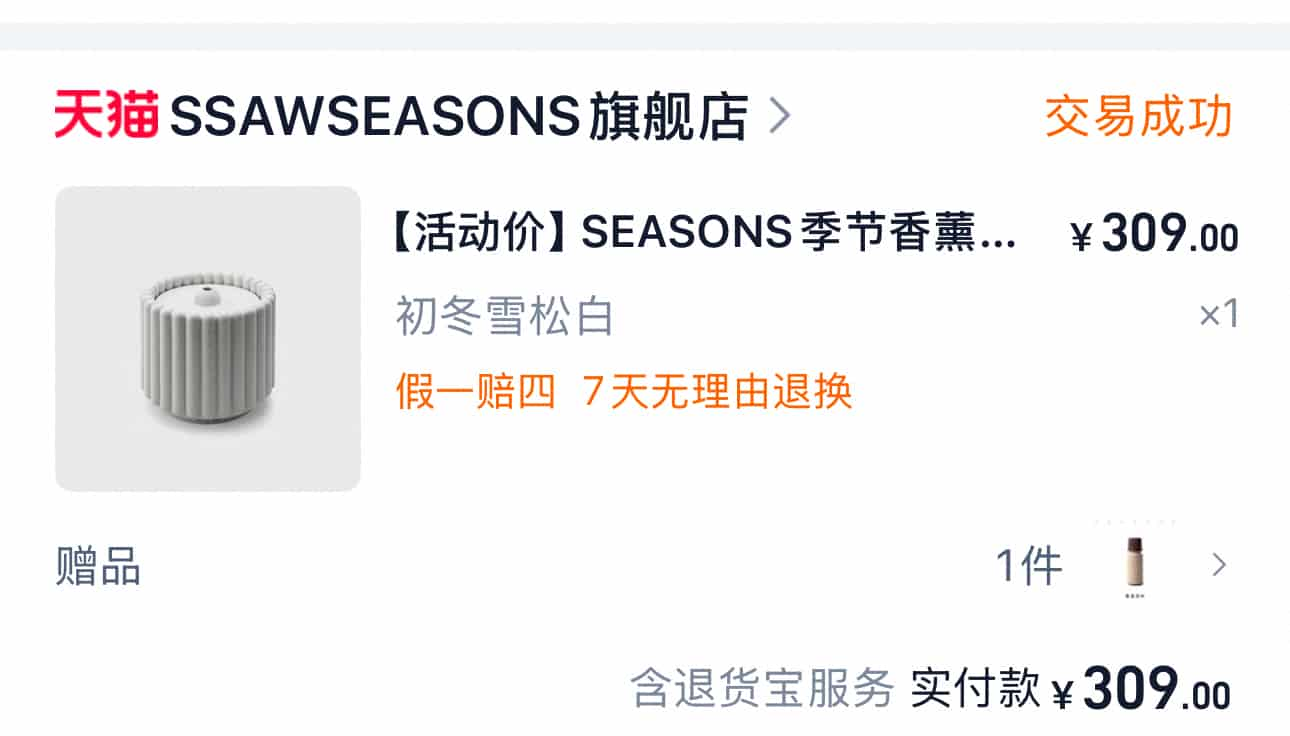 天猫 SSAWSEASONS旗舰店 >
交易成功
【活动价】SEASONS季节香薰... ¥309.00
初冬雪松白 ×1
假一赔四 7天无理由退换
赠品 1件 >
含退货宝服务 实付款 ¥309.00